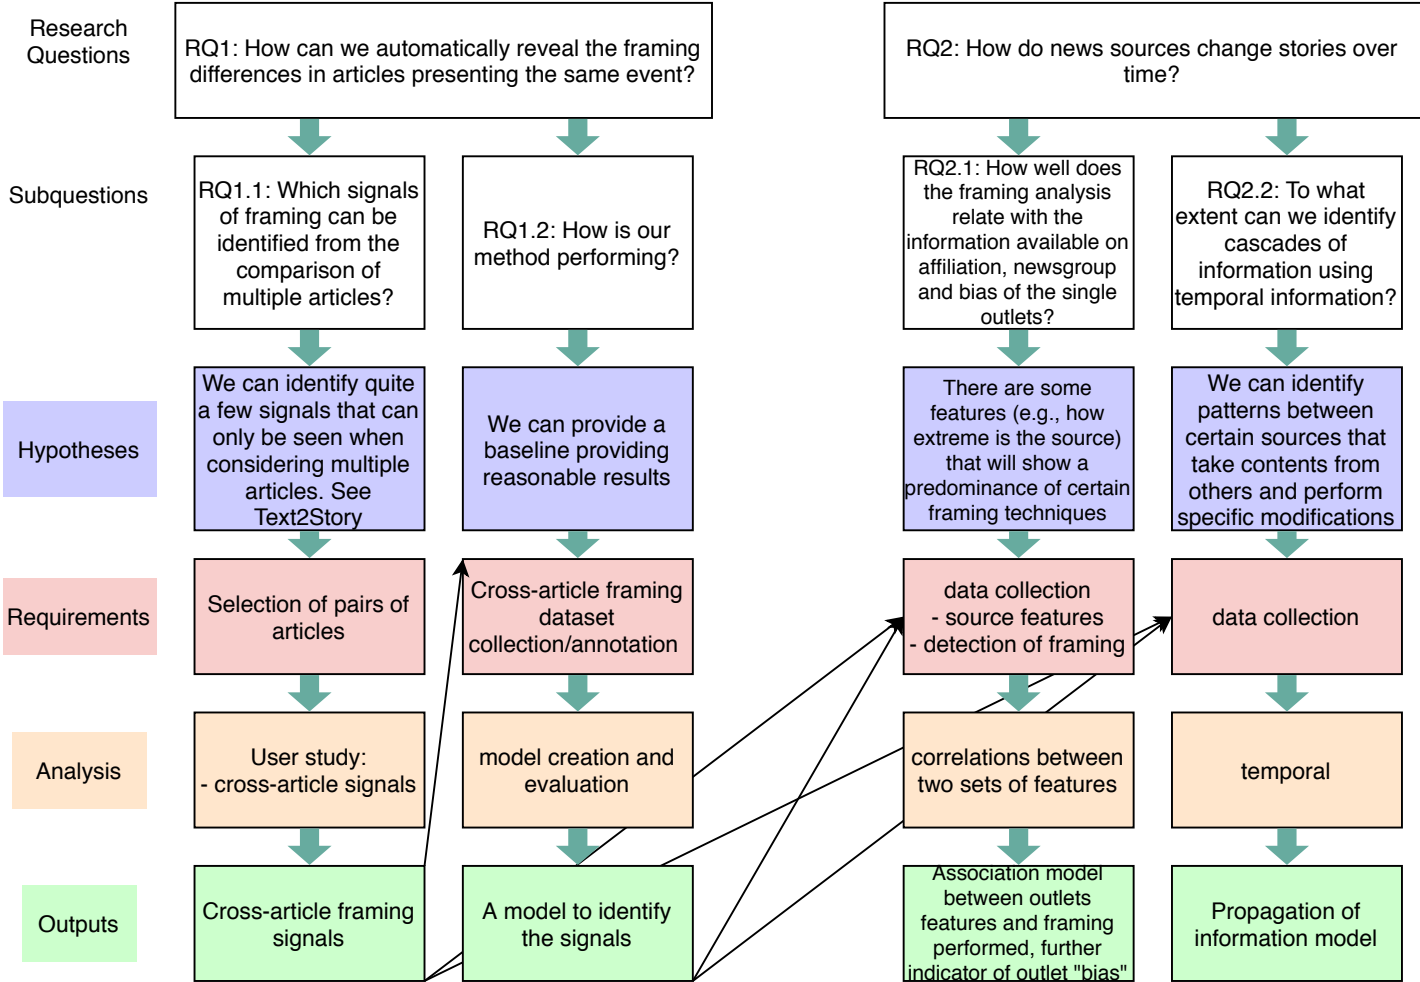 Research
Questions
RQ1: How can we automatically reveal the framing
differences in articles presenting the same event?
RQ2: How do news sources change stories over
time?
Subquestions
RQ1.1: Which signals
of framing can be
identified from the
comparison of
multiple articles?
RQ1.2: How is our
method performing?
RQ2.1: How well does
the framing analysis
relate with the
information available on
affiliation, newsgroup
and bias of the single
outlets?
RQ2.2: To what
extent can we identify
cascades of
information using
temporal information?
Hypotheses
We can identify quite
a few signals that can
only be seen when
considering multiple
articles. See
Text2Story
We can provide a
baseline providing
reasonable results
There are some
features (e.g., how
extreme is the source)
that will show a
predominance of certain
framing techniques
We can identify
patterns between
certain sources that
take contents from
others and perform
specific modifications
Requirements
Selection of pairs of
articles
Cross-article framing
dataset
collection/annotation
data collection
- source features
- detection of framing
data collection
Analysis
User study:
- cross-article signals
model creation and
evaluation
correlations between
two sets of features
temporal
Outputs
Cross-article framing
signals
A model to identify
the signals
Association model
between outlets
features and framing
performed, further
indicator of outlet "bias"
Propagation of
information model